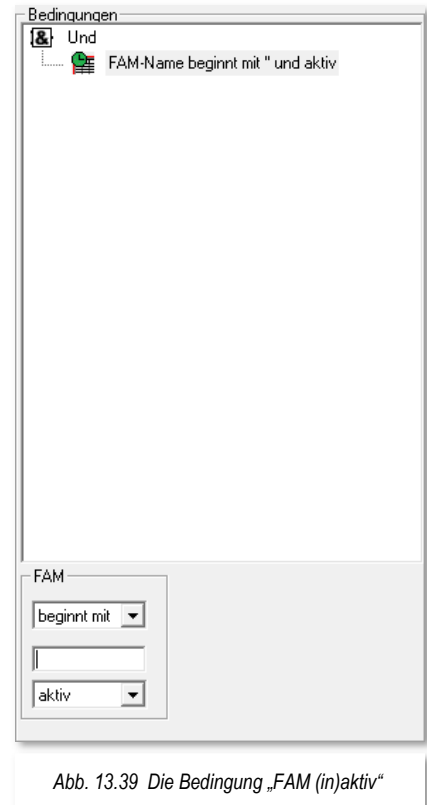 Bedingungen
& Und
FAM-Name beginnt mit '' und aktiv
FAM
beginnt mit
aktiv
Abb. 13.39 Die Bedingung „FAM (in)aktiv“